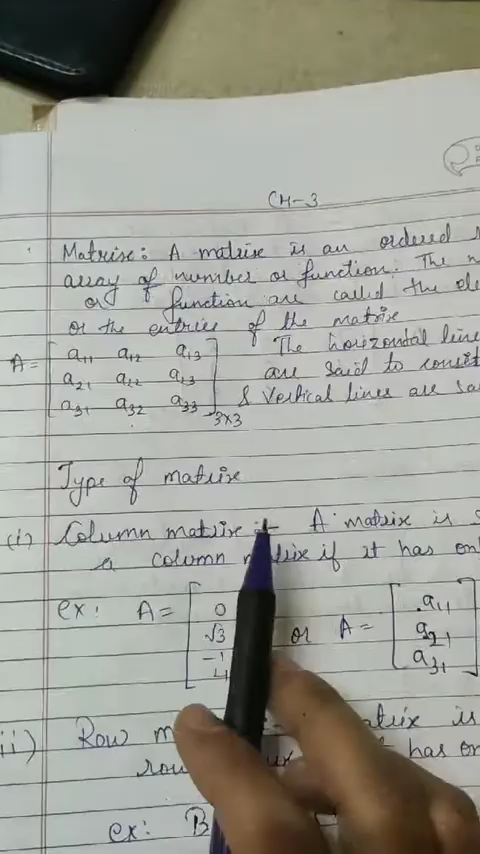 CH-3
Matrix: A matrix is an ordered
array of number or function. The
or function are called the
or the entries of the matrix
A = [ a11 a12 a13 The horizontal line
a21 a22 a23 are said to
a31 a32 a33 ]3×3 & vertical lines are
Type of matrix
(i) Column matrix :- A matrix is
a column matrix if it has
ex: A = [ 0 √3 -1 4 ] or A = [ a11 a21 a31 ]
ii) Row is
has
ex: B